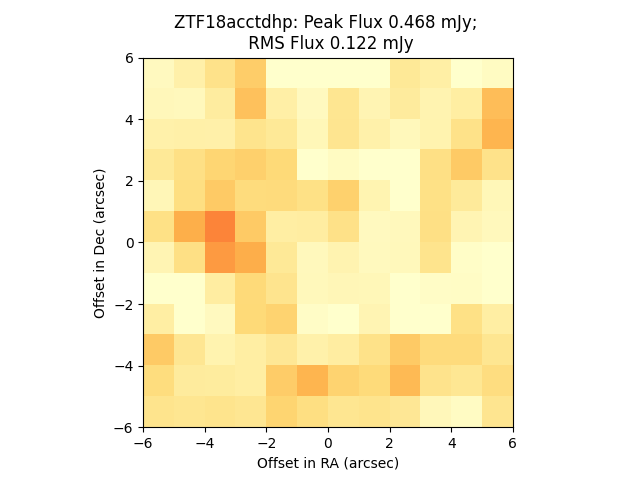 ZTF18acctdhp: Peak Flux 0.468 mJy;
RMS Flux 0.122 mJy
6
4
2
0
−2
−4
−6
Offset in Dec (arcsec)
−6 −4 −2 0 2 4 6
Offset in RA (arcsec)